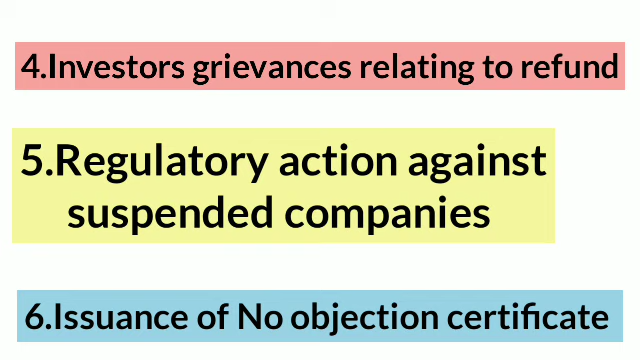 4.Investors grievances relating to refund
5.Regulatory action against
suspended companies
6.Issuance of No objection certificate